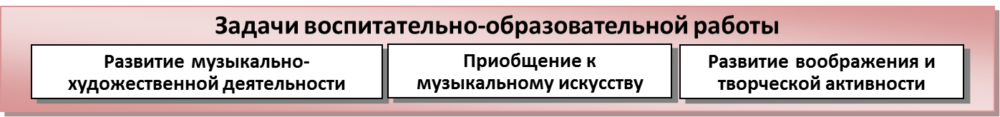 Задачи воспитательно-образовательной работы
Развитие музыкально-
художественной деятельности
Приобщение к
музыкальному искусству
Развитие воображения и
творческой активности